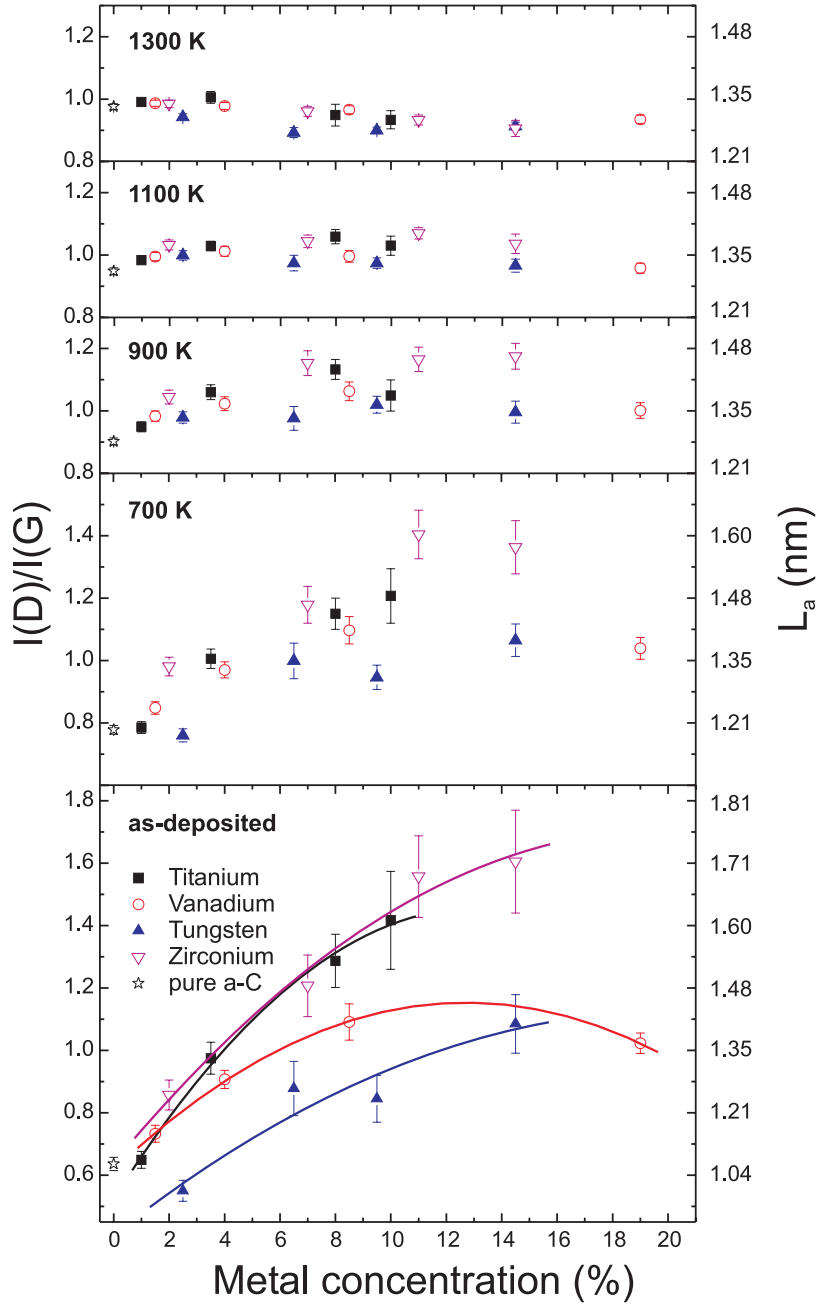 1300 K
1.2
1.0
0.8
1.48
1.35
1.21
1100 K
1.2
1.0
0.8
1.48
1.35
1.21
900 K
1.2
1.0
0.8
1.48
1.35
1.21
700 K
1.4
1.2
1.0
0.8
1.60
1.48
1.35
1.21
I(D)/I(G)
L_a (nm)
as-deposited
Titanium
Vanadium
Tungsten
Zirconium
pure a-C
1.8
1.6
1.4
1.2
1.0
0.8
0.6
1.81
1.71
1.60
1.48
1.35
1.21
1.04
0 2 4 6 8 10 12 14 16 18 20
Metal concentration (%)